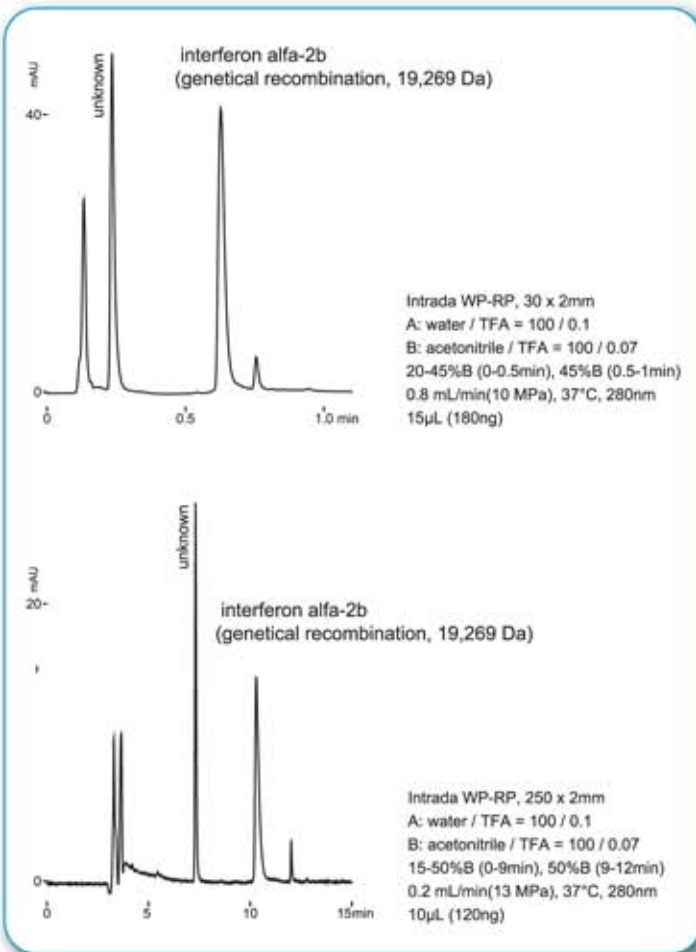 mAU
unknown
interferon alfa-2b
(genetical recombination, 19,269 Da)
40
0
0
0.5
1.0 min
Intrada WP-RP, 30 x 2mm
A: water / TFA = 100 / 0.1
B: acetonitrile / TFA = 100 / 0.07
20-45%B (0-0.5min), 45%B (0.5-1min)
0.8 mL/min(10 MPa), 37°C, 280nm
15µL (180ng)
mAU
unknown
20
interferon alfa-2b
(genetical recombination, 19,269 Da)
0
0
5
10
15min
Intrada WP-RP, 250 x 2mm
A: water / TFA = 100 / 0.1
B: acetonitrile / TFA = 100 / 0.07
15-50%B (0-9min), 50%B (9-12min)
0.2 mL/min(13 MPa), 37°C, 280nm
10µL (120ng)